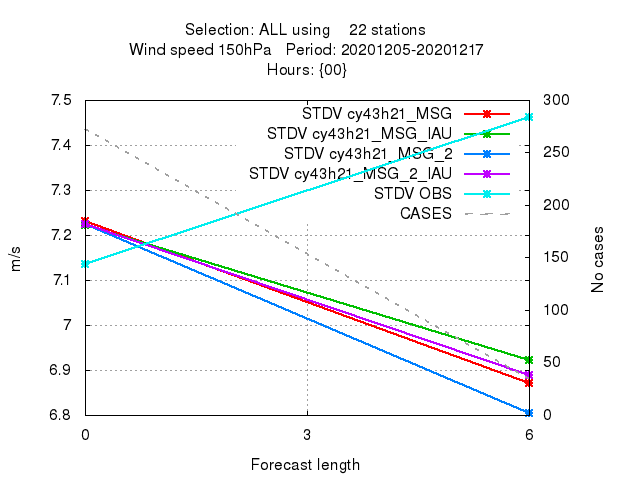 Selection: ALL using 22 stations
Wind speed 150hPa Period: 20201205-20201217
Hours: {00}
STDV cy43h21_MSG
STDV cy43h21_MSG_IAU
STDV cy43h21_MSG_2
STDV cy43h21_MSG_2_IAU
STDV OBS
CASES
7.5
7.4
7.3
7.2
7.1
7
6.9
6.8
m/s
300
250
200
150
100
50
0
No cases
0 3 6
Forecast length